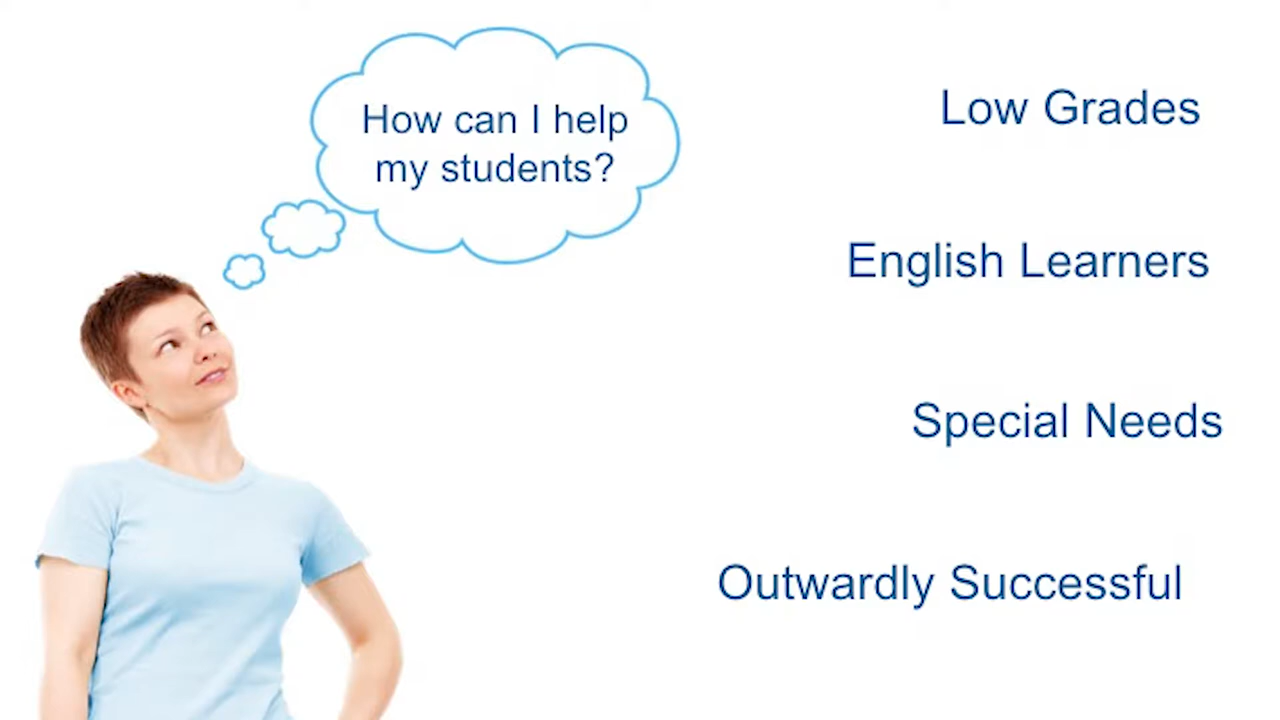 How can I help
my students?
Low Grades
English Learners
Special Needs
Outwardly Successful